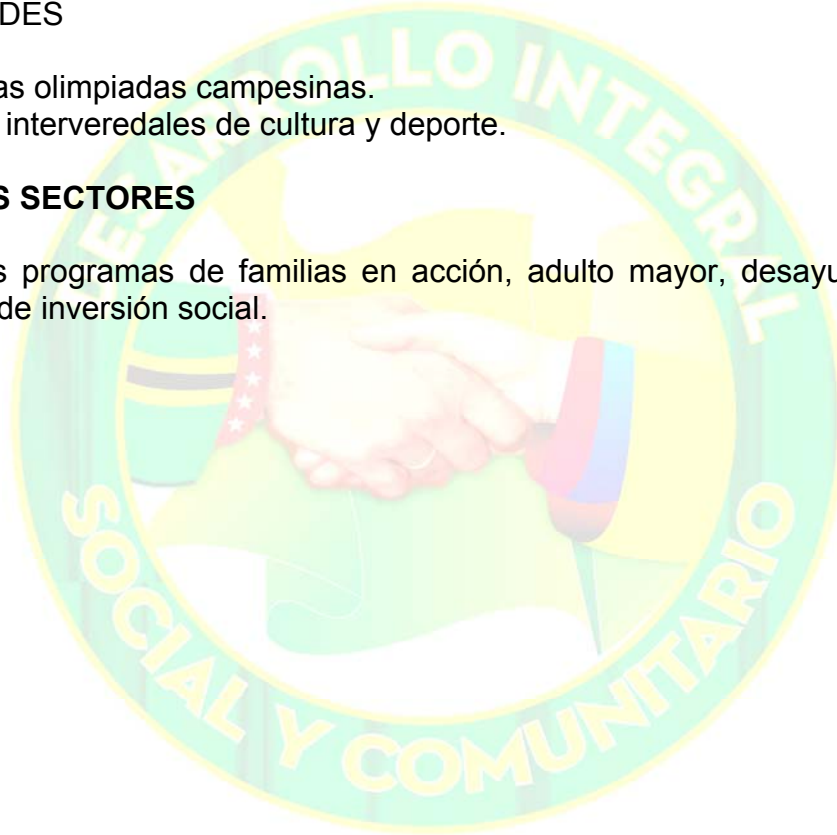 DES
as olimpiadas campesinas.
interveredales de cultura y deporte.
S SECTORES
s programas de familias en acción, adulto mayor, desayu
de inversión social.
DESARROLLO INTEGRAL
SOCIAL Y COMUNITARIO